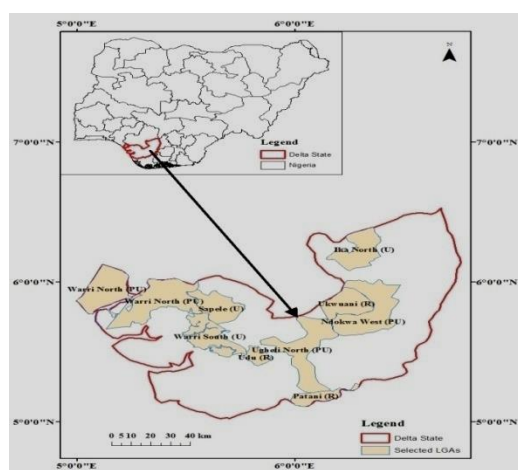 5°0'0"E
6°0'0"E
N
7°0'0"N
7°0'0"N
Legend
Delta State
Nigeria
Ika North (U)
6°0'0"N
6°0'0"N
Warri North (PU)
Warri North (PU)
Ukwuani (R)
Sapele (U)
Ndokwa West (PU)
Warri South (U)
Ughelli North (PU)
Udu (R)
Patani (R)
Legend
Delta State
Selected LGAs
0 5 10 20 30 40 km
5°0'0"N
5°0'0"N
5°0'0"E
6°0'0"E